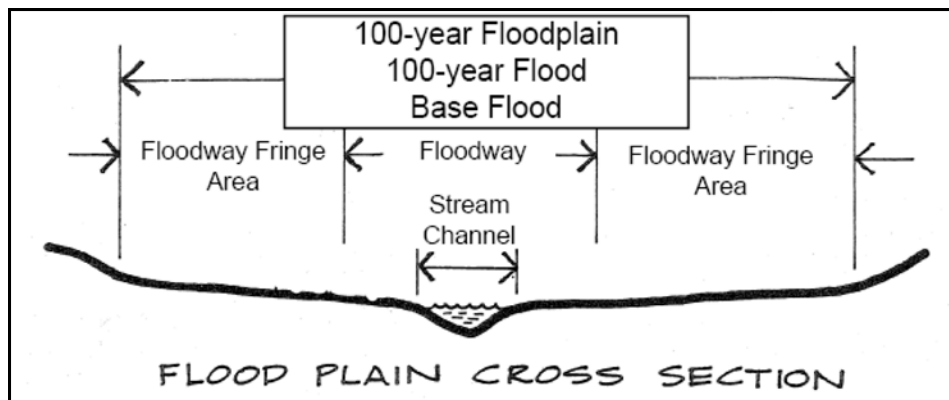 100-year Floodplain
100-year Flood
Base Flood
Floodway Fringe
Area
Floodway
Floodway Fringe
Area
Stream
Channel
FLOOD PLAIN CROSS SECTION